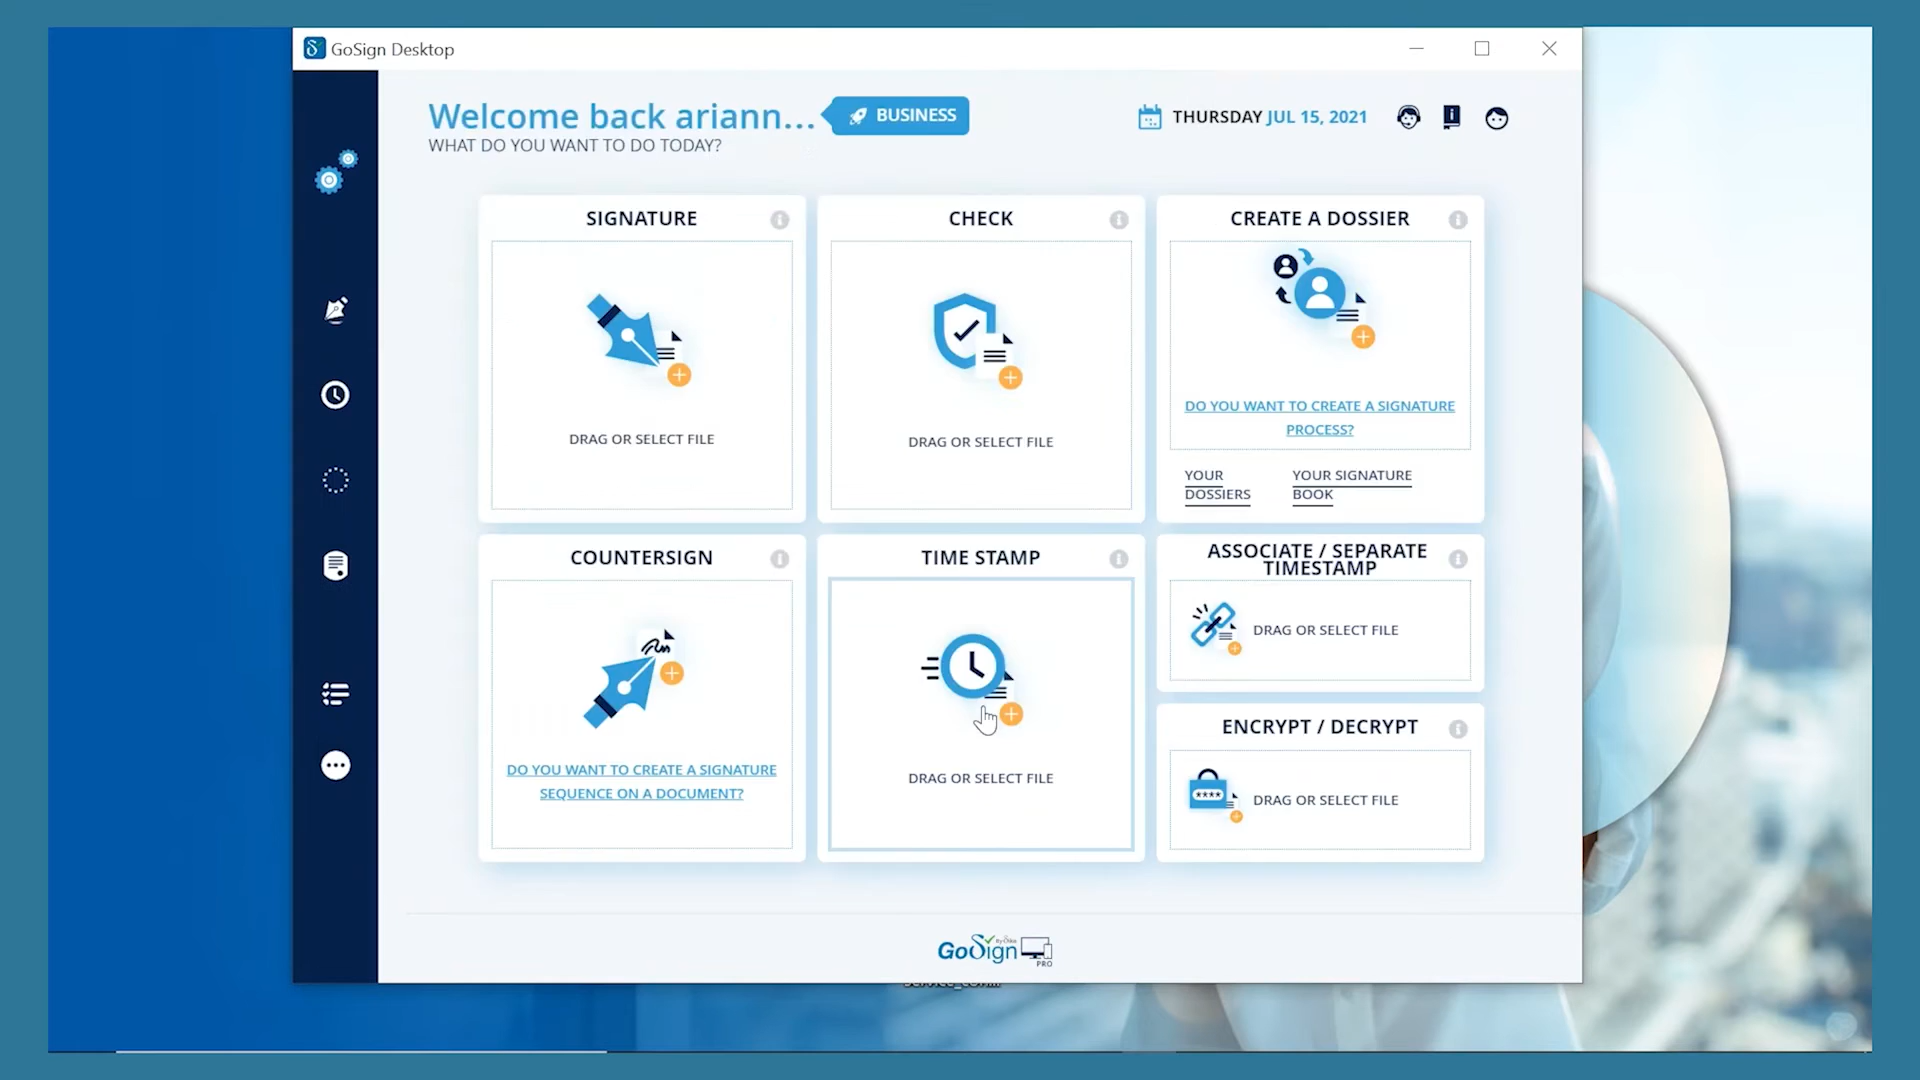 GoSign Desktop
Welcome back ariann...
BUSINESS
THURSDAY JUL 15, 2021
WHAT DO YOU WANT TO DO TODAY?
SIGNATURE
DRAG OR SELECT FILE
CHECK
DRAG OR SELECT FILE
CREATE A DOSSIER
DO YOU WANT TO CREATE A SIGNATURE
PROCESS?
YOUR
DOSSIERS
YOUR SIGNATURE
BOOK
COUNTERSIGN
DO YOU WANT TO CREATE A SIGNATURE
SEQUENCE ON A DOCUMENT?
TIME STAMP
DRAG OR SELECT FILE
ASSOCIATE / SEPARATE
TIMESTAMP
DRAG OR SELECT FILE
ENCRYPT / DECRYPT
****
DRAG OR SELECT FILE
GoSign
PRO